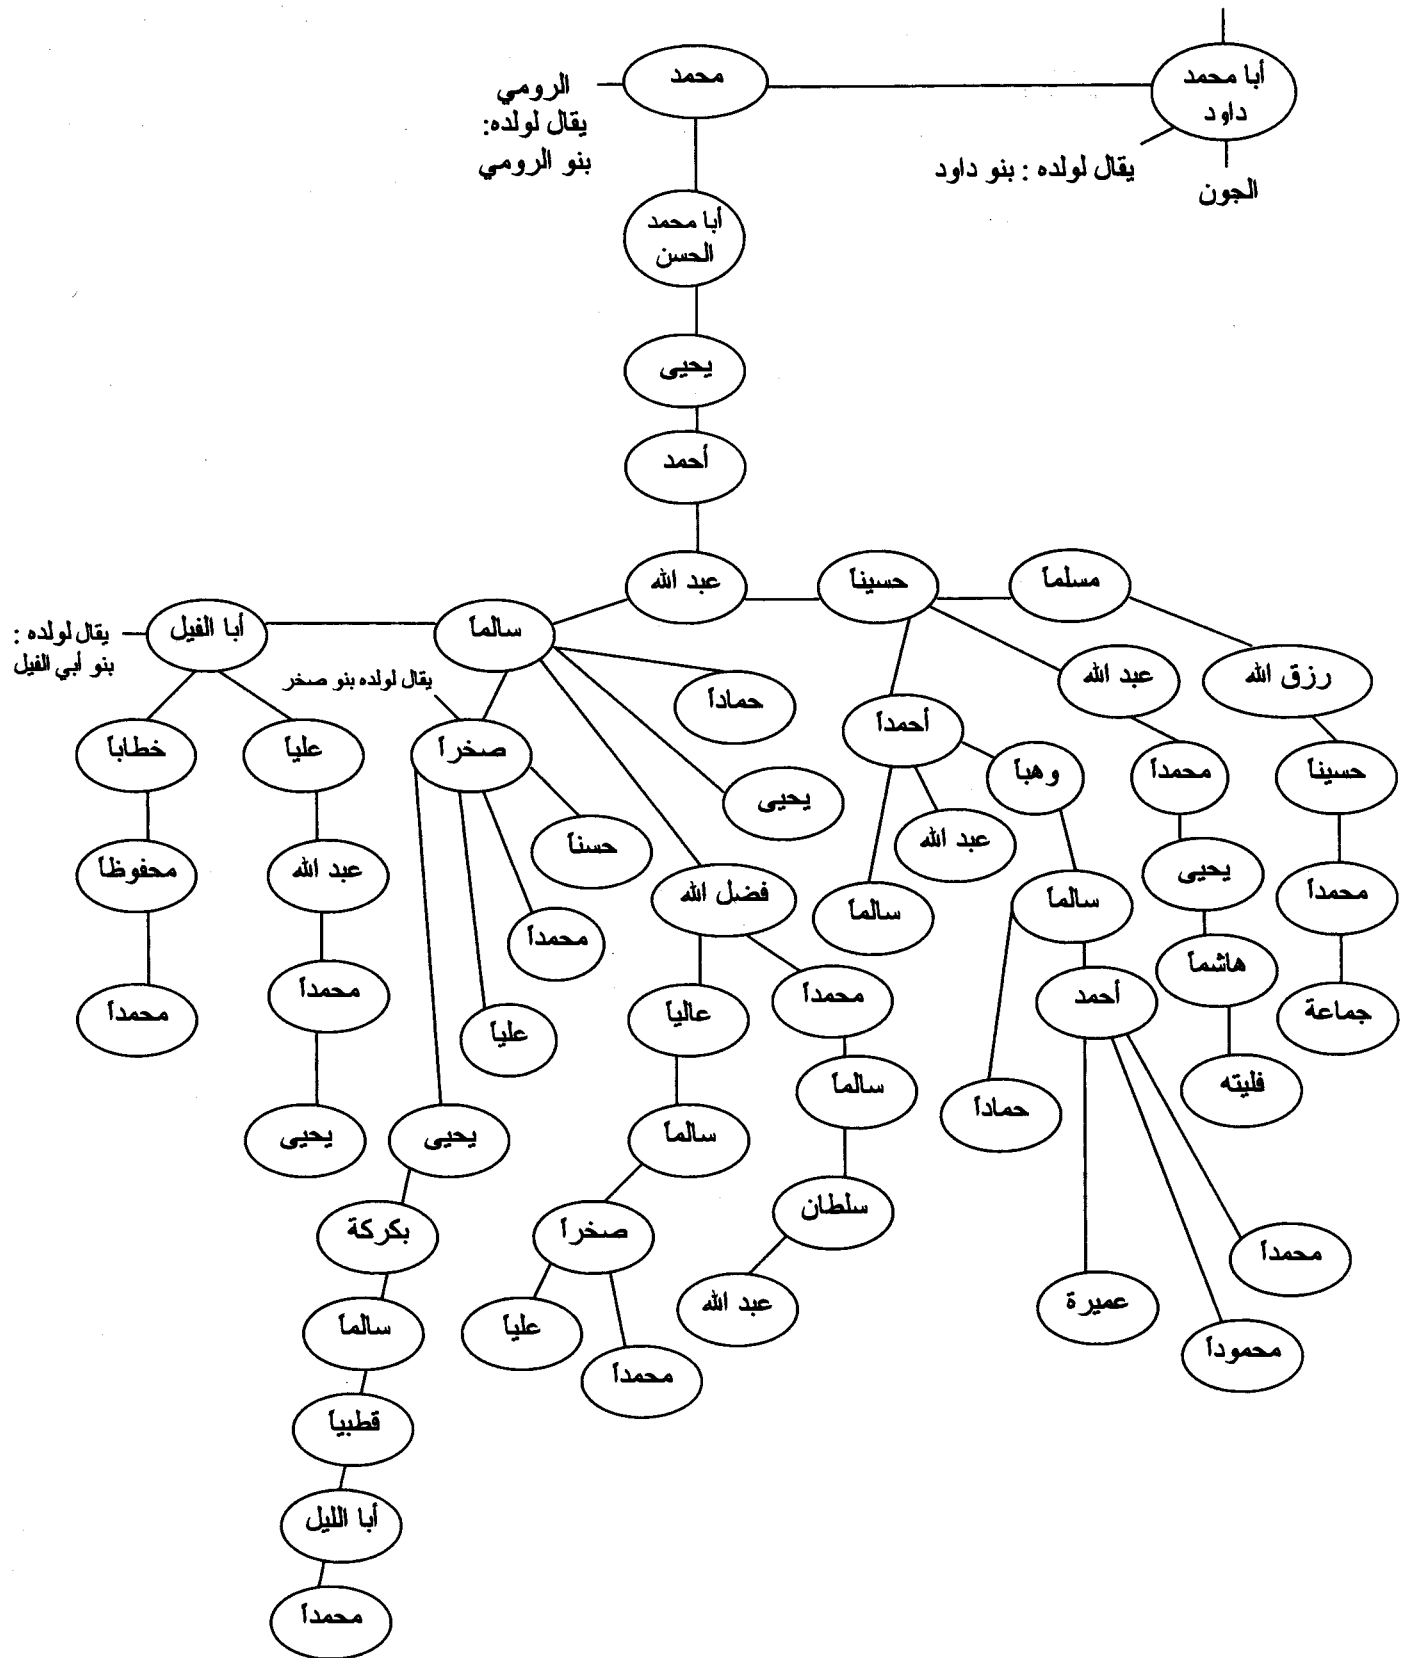 أبا محمد
داود
محمد
الرومي
يقال لولده:
بنو الرومي
يقال لولده : بنو داود
الجون
أبا محمد
الحسن
يحيى
أحمد
عبد الله
حسيناً
مسلماً
سالماً
أبا الفيل
يقال لولده :
بنو أبي الفيل
يقال لولده بنو صخر
رزق الله
عبد الله
حماداً
أحمداً
صخراً
علياً
خطاباً
حسيناً
محمداً
وهباً
يحيى
عبد الله
حسناً
يحيى
محمداً
سالماً
سالماً
فضل الله
عبد الله
محفوظاً
محمداً
هاشماً
جماعة
أحمد
محمداً
عالياً
علياً
محمداً
محمداً
فليته
حماداً
سالماً
سالماً
يحيى
يحيى
سلطان
صخراً
بكركة
محمداً
عميرة
عبد الله
علياً
سالماً
محموداً
محمداً
قطبياً
أبا الليل
محمداً